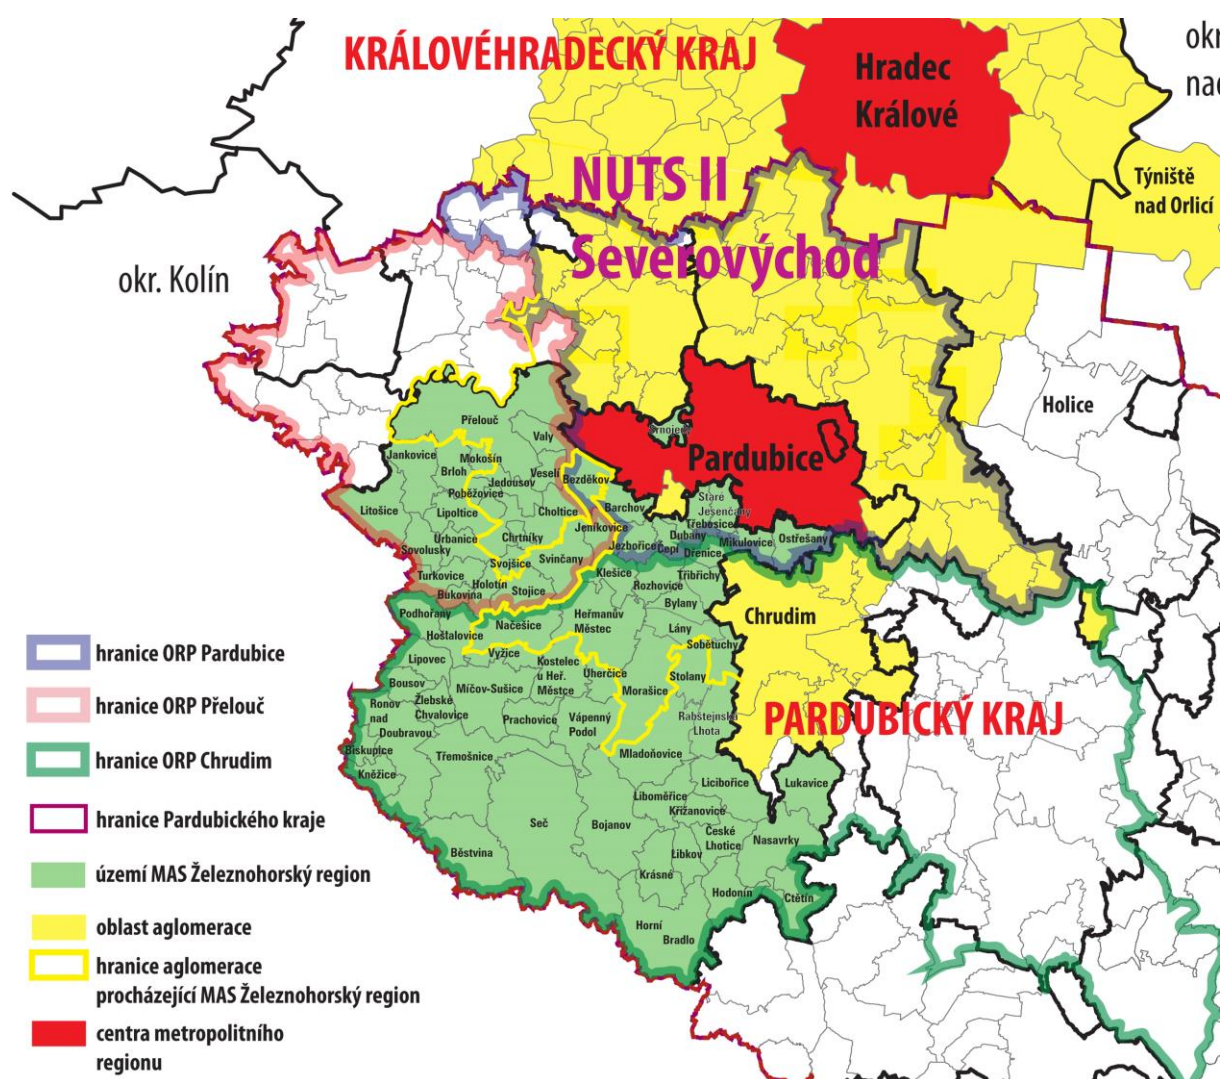 KRÁLOVÉHRADECKÝ KRAJ
Hradec
Králové
okr
nad
NUTS II
Severovýchod
Týniště
nad Orlicí
okr. Kolín
Holice
Přelouč
Valy
Pardubice
Jankovice
Mokošín
Brloh
Jedousov
Veselí
Bezděkov
Poběžovice
Staré
Jesenčany
Litošice
Lipoltice
Choltice
Barchov
Třebosice
Jeníkovice
Urbanice
Chrtníky
Dubany
Mikulovice
Ostřešany
Sovolusky
Svinčany
Jezbořice
Čepí
Dřenice
Svojšice
Turkovice
Holotín
Klešice
Tribřichy
Bukovina
Stojice
Rozhovice
Podhořany
Heřmanův
Městec
Bylany
Chrudim
Načešice
Hošťalovice
Lány
Sobětuchy
Vyžice
Lipovec
Kostelec
u Heř.
Městce
Úherčice
Stolany
Bousov
Míčov-Sušice
Morašice
Ronov
nad
Doubravou
Žlebské
Chvalovice
Prachovice
Vápenný
Podol
Rabštejnská
Lhota
PARDUBICKÝ KRAJ
Biskupice
Třemošnice
Mladoňovice
Kněžice
Licibořice
Lukavice
Liboměřice
Křižanovice
Seč
Bojanov
České
Lhotice
Nasavrky
Běstvina
Libkov
Krásné
Hodonín
Ctětín
Horní
Bradlo
hranice ORP Pardubice
hranice ORP Přelouč
hranice ORP Chrudim
hranice Pardubického kraje
území MAS Železnohorský region
oblast aglomerace
hranice aglomerace
procházející MAS Železnohorský region
centra metropolitního
regionu